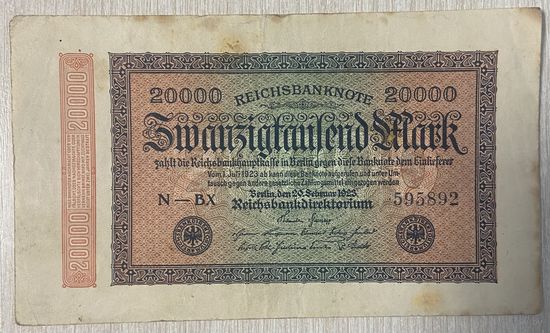 20000 REICHSBANKNOTE 20000
Zwanzigtausend Mark
zahlt die Reichsbankhauptkasse in Berlin gegen diese Banknote dem Einlieferer
Vom 1. Juli 1923 ab kann diese Banknote aufgerufen und unter Um-
tausch gegen andere gesetzliche Zahlungsmittel eingezogen werden
Berlin, den 20. Februar 1923
N-BX Reichsbankdirektorium 595892
20000
20000